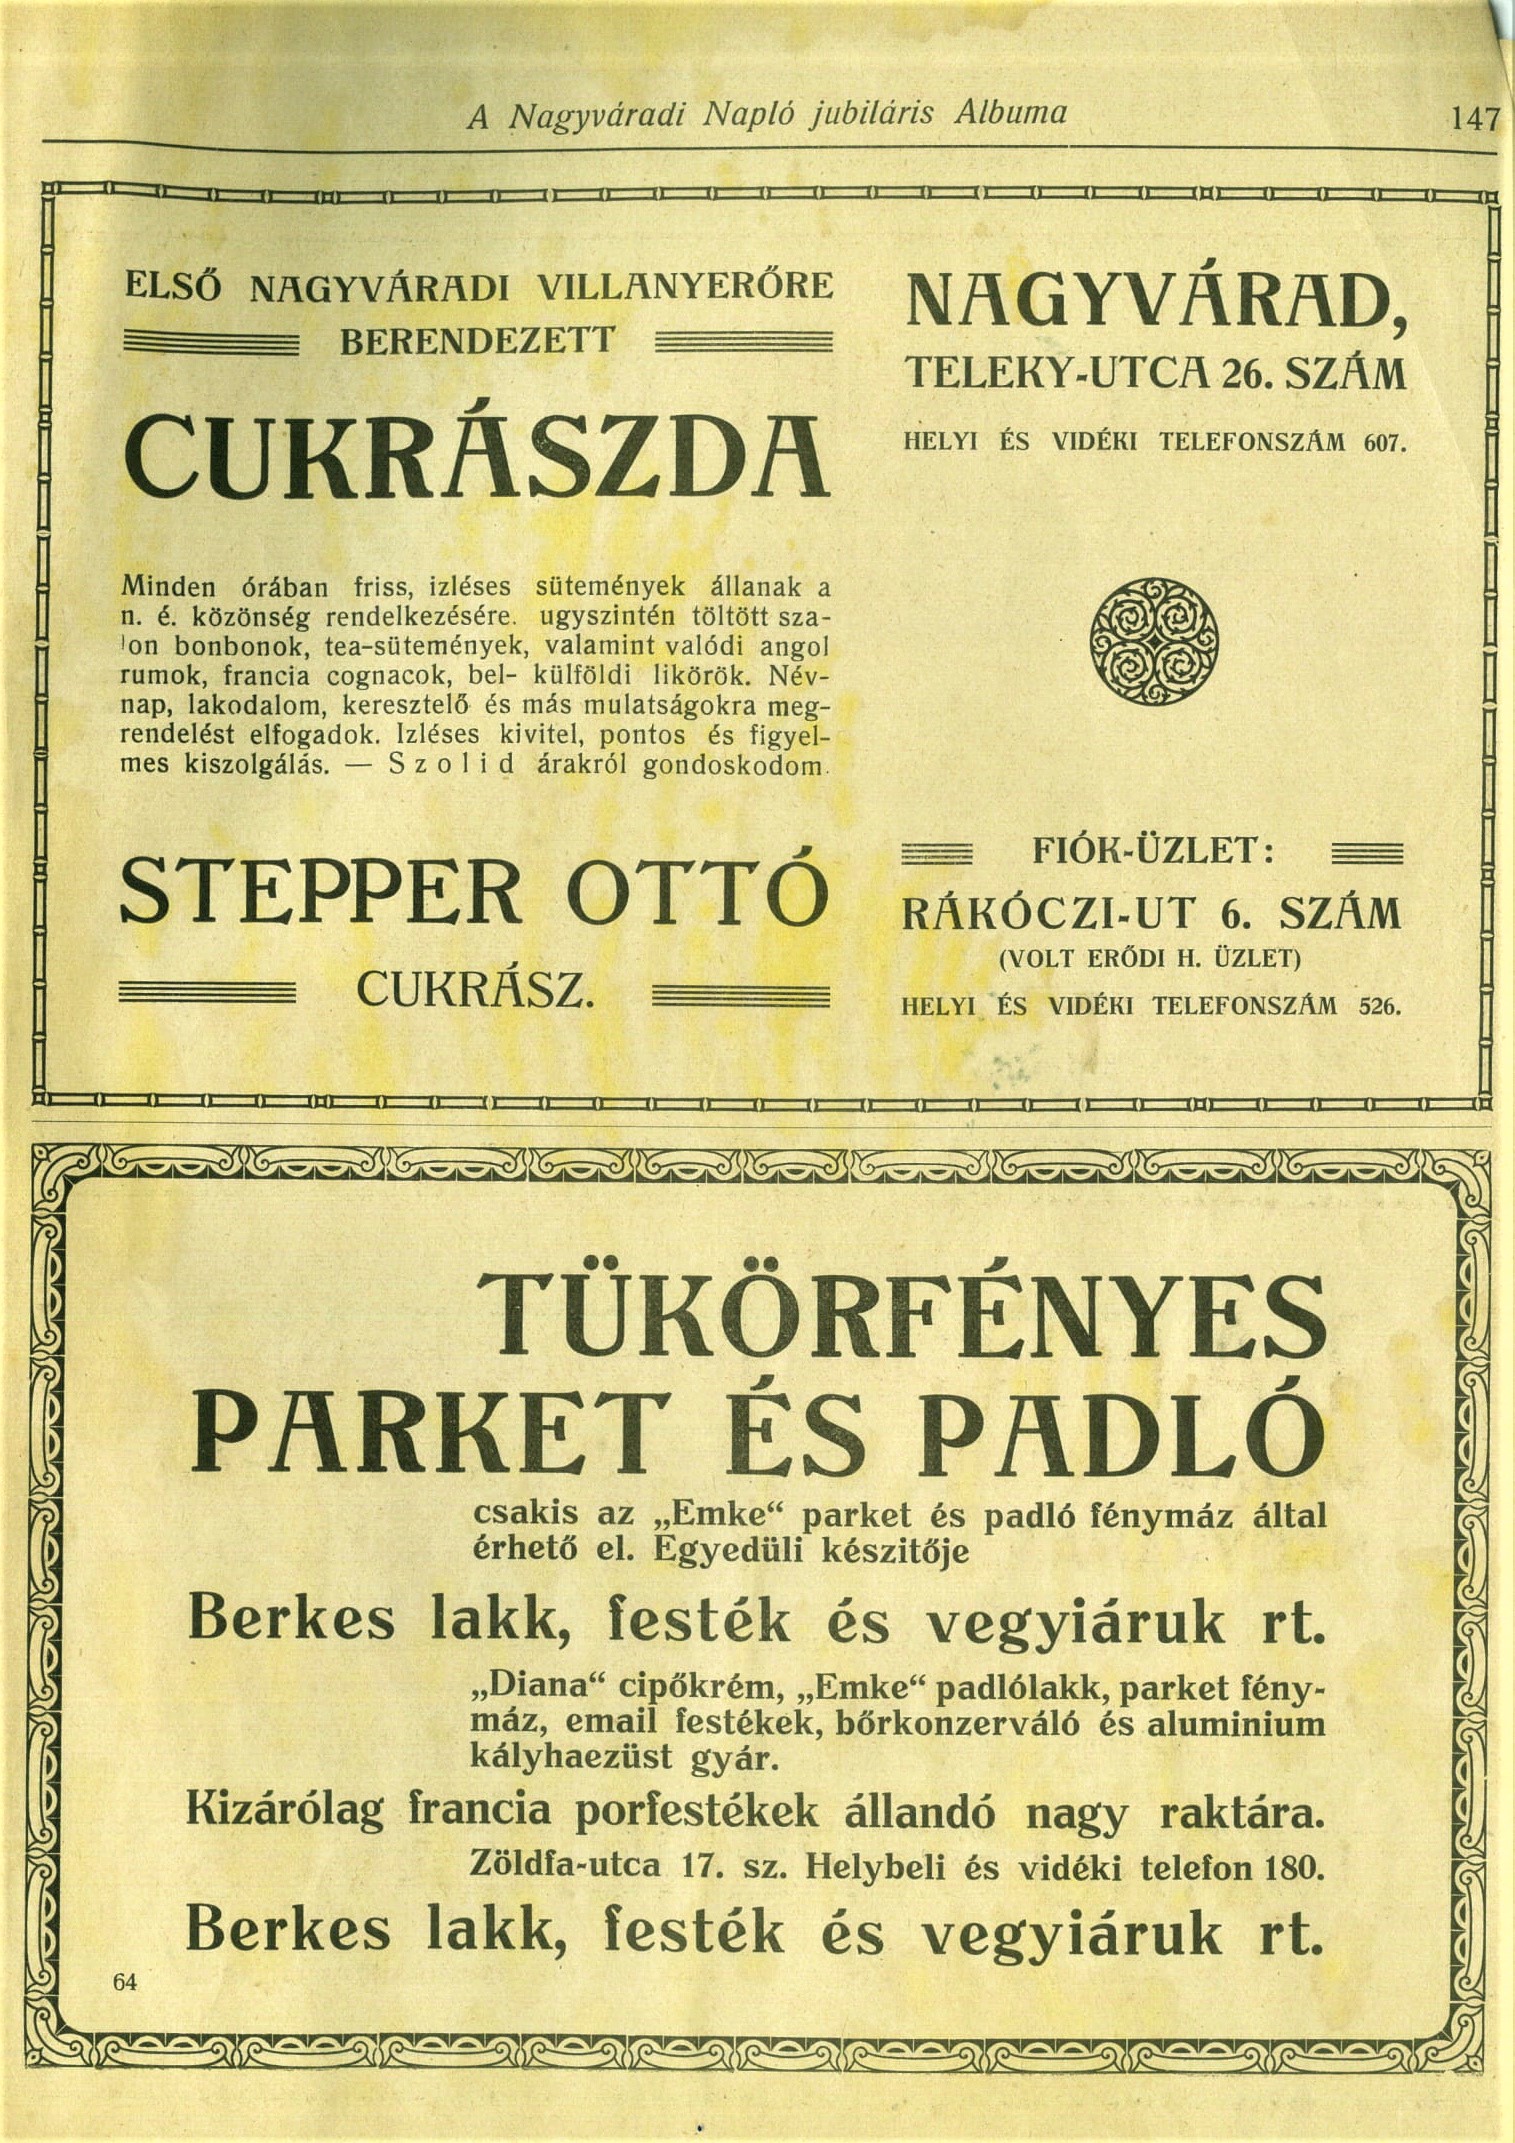 A Nagyváradi Napló jubiláris Albuma
147
ELSŐ NAGYVÁRADI VILLANYERŐRE
BERENDEZETT
CUKRÁSZDA
Minden órában friss, izléses sütemények állanak a
n. é. közönség rendelkezésére. ugyszintén töltött sza-
lon bonbonok, tea-sütemények, valamint valódi angol
rumok, francia cognacok, bel- külföldi likörök. Név-
nap, lakodalom, keresztelő és más mulatságokra meg-
rendelést elfogadok. Izléses kivitel, pontos és figyel-
mes kiszolgálás. — Szolid árakról gondoskodom.
STEPPER OTTÓ
CUKRÁSZ.
NAGYVÁRAD,
TELEKY-UTCA 26. SZÁM
HELYI ÉS VIDÉKI TELEFONSZÁM 607.
FIÓK-ÜZLET:
RÁKÓCZI-UT 6. SZÁM
(VOLT ERŐDI H. ÜZLET)
HELYI ÉS VIDÉKI TELEFONSZÁM 526.
TÜKÖRFÉNYES
PARKET ÉS PADLÓ
csakis az „Emke“ parket és padló fénymáz által
érhető el. Egyedüli készitője
Berkes lakk, festék és vegyiáruk rt.
„Diana“ cipőkrém, „Emke“ padlólakk, parket fény-
máz, email festékek, bőrkonzerváló és aluminium
kályhaezüst gyár.
Kizárólag francia porfestékek állandó nagy raktára.
Zöldfa-utca 17. sz. Helybeli és vidéki telefon 180.
Berkes lakk, festék és vegyiáruk rt.
64